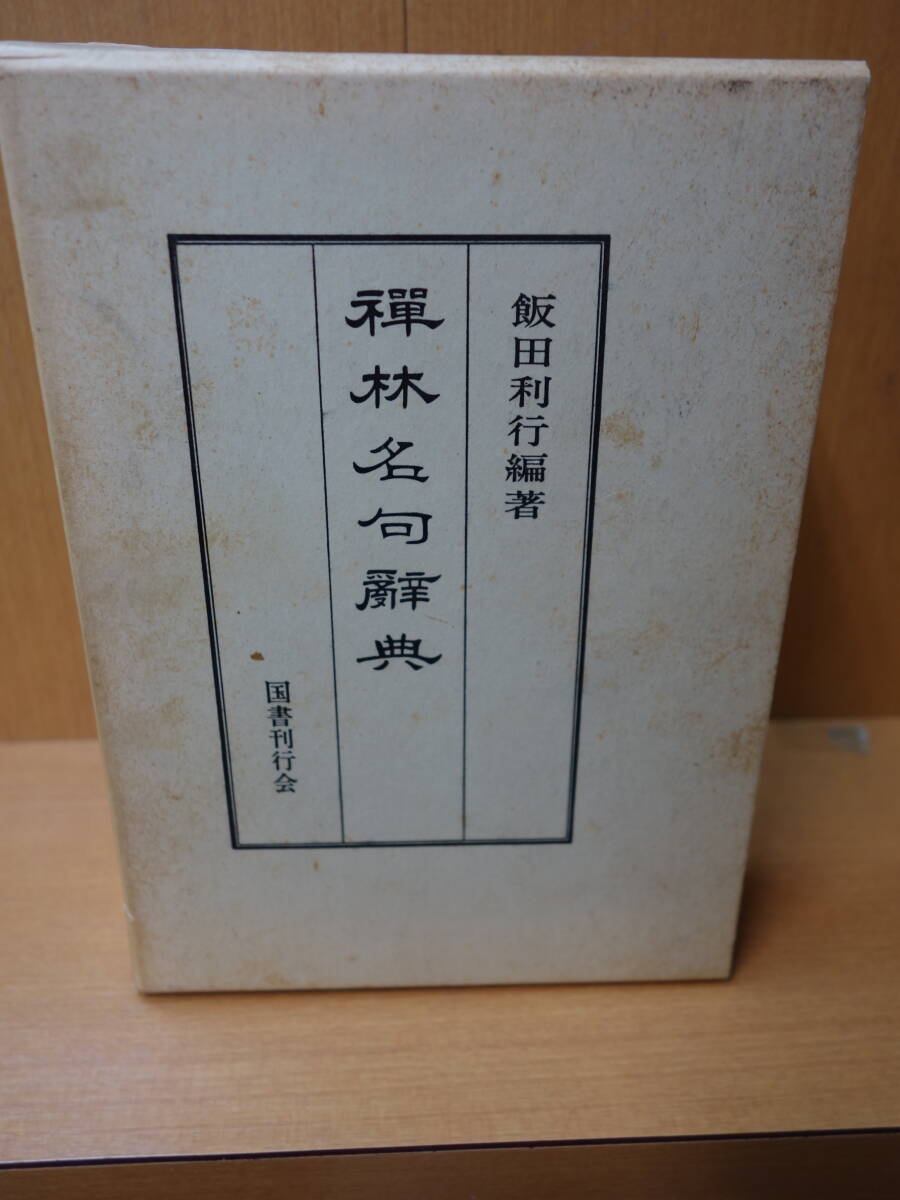 飯田利行編著
禪林名句辭典
国書刊行会